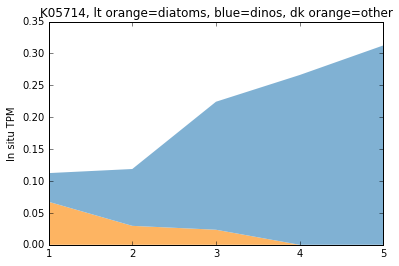 K05714, lt orange=diatoms, blue=dinos, dk orange=other
0.35
0.30
0.25
0.20
0.15
0.10
0.05
0.00
In situ TPM
1 2 3 4 5